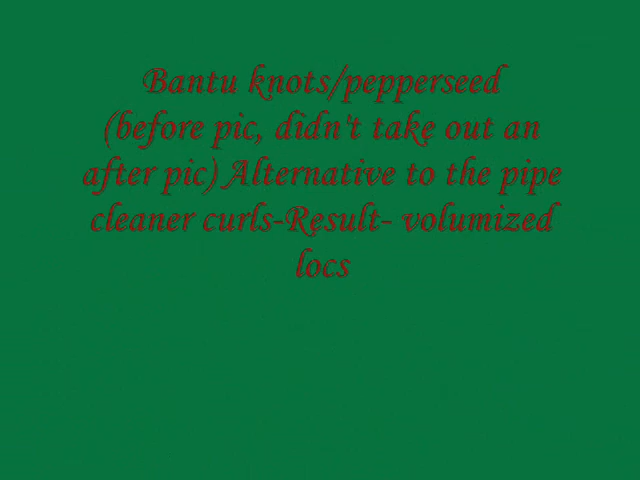 Bantu knots/pepperseed
(before pic, didn't take out an
after pic) Alternative to the pipe
cleaner curls-Result- volumized
locs